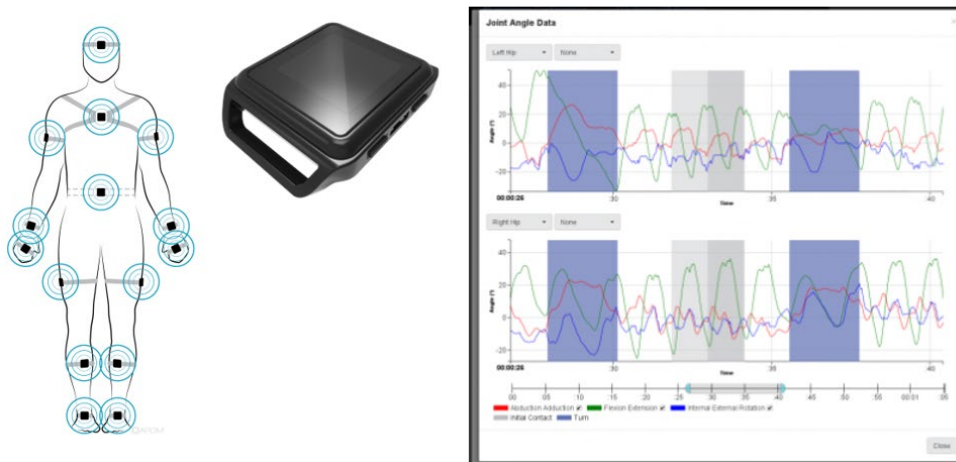 Joint Angle Data
Left Hip
None
Angle (°)
40
20
0
-20
00:00:26
:30
:35
:40
Time
Right Hip
None
Angle (°)
40
20
0
-20
00:00:26
:30
:35
:40
Time
:00 :05 :10 :15 :20 :25 :30 :35 :40 :45 :50 :55 00:01 :05
Abduction Adduction Flexion Extension Internal External Rotation
Initial Contact Turn
Close